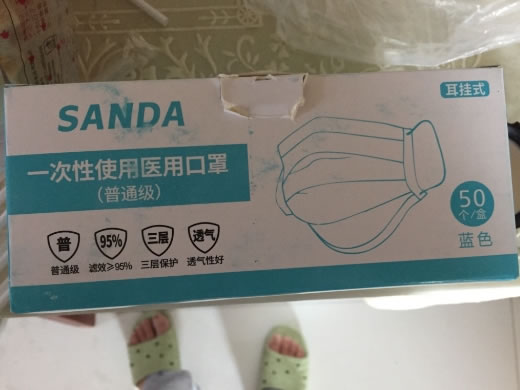 SANDA
耳挂式
一次性使用医用口罩
(普通级)
50
个/盒
蓝色
普 95% 三层 透气
普通级 滤效≥95% 三层保护 透气性好